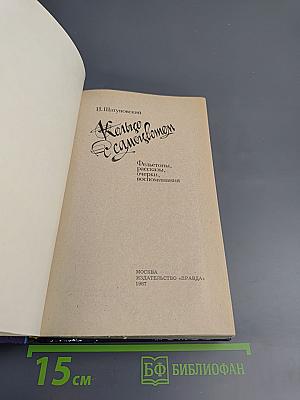 И. Шатуновский
Кольцо
с самоцветом
Фельетоны,
рассказы,
очерки,
воспоминания
МОСКВА
ИЗДАТЕЛЬСТВО «ПРАВДА»
1987
15 см
БФ БИБЛИОФАН